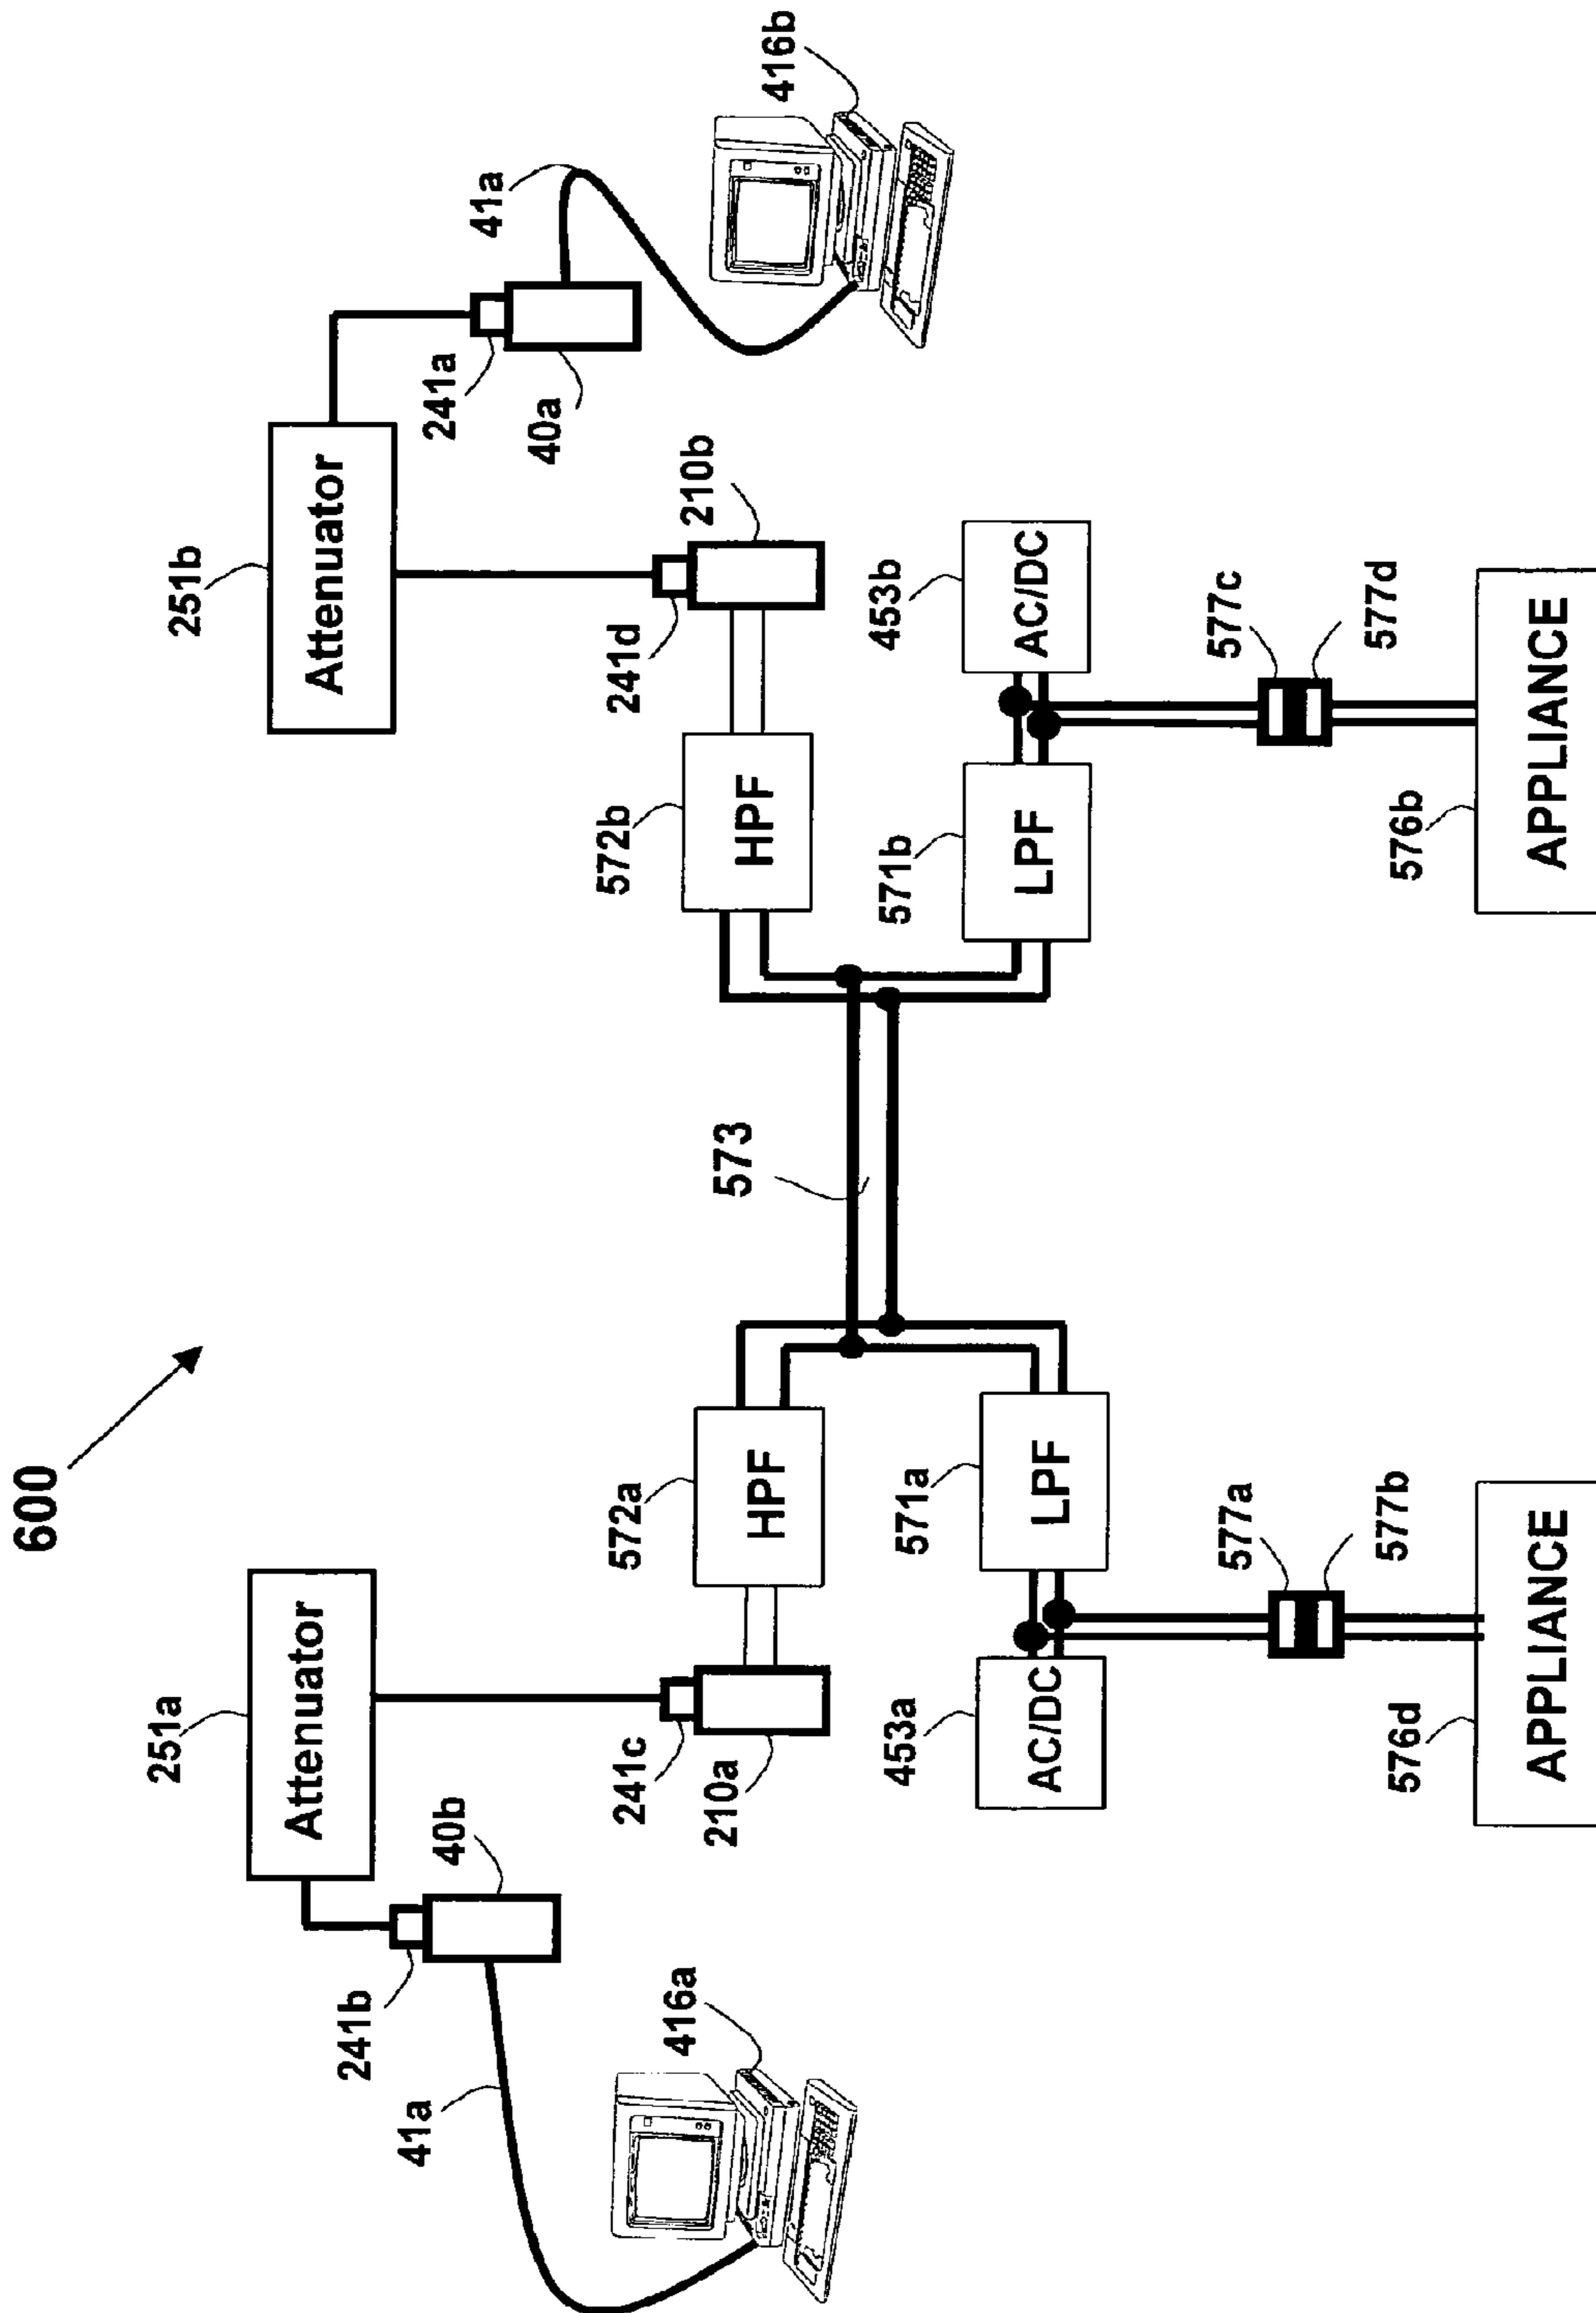 600
251a
Attenuator
251b
Attenuator
40b
241b
41a
416a
241c
210a
572a
HPF
573
572b
HPF
241d
210b
241a
40a
41a
416b
453a
AC/DC
571a
LPF
571b
LPF
453b
AC/DC
577a
577b
577c
577d
576d
APPLIANCE
576b
APPLIANCE